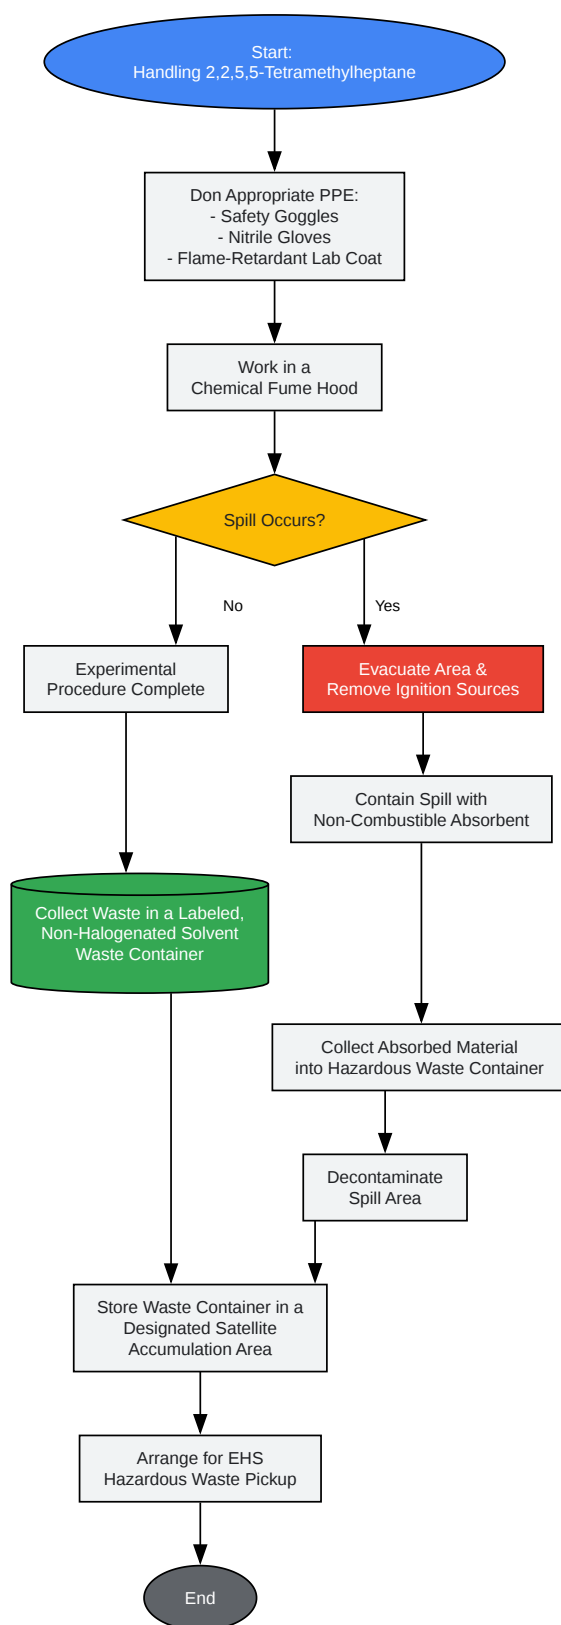 Start:
Handling 2,2,5,5-Tetramethylheptane
Don Appropriate PPE:
- Safety Goggles
- Nitrile Gloves
- Flame-Retardant Lab Coat
Work in a
Chemical Fume Hood
Spill Occurs?
No
Yes
Experimental
Procedure Complete
Evacuate Area &
Remove Ignition Sources
Contain Spill with
Non-Combustible Absorbent
Collect Waste in a Labeled,
Non-Halogenated Solvent
Waste Container
Collect Absorbed Material
into Hazardous Waste Container
Decontaminate
Spill Area
Store Waste Container in a
Designated Satellite
Accumulation Area
Arrange for EHS
Hazardous Waste Pickup
End